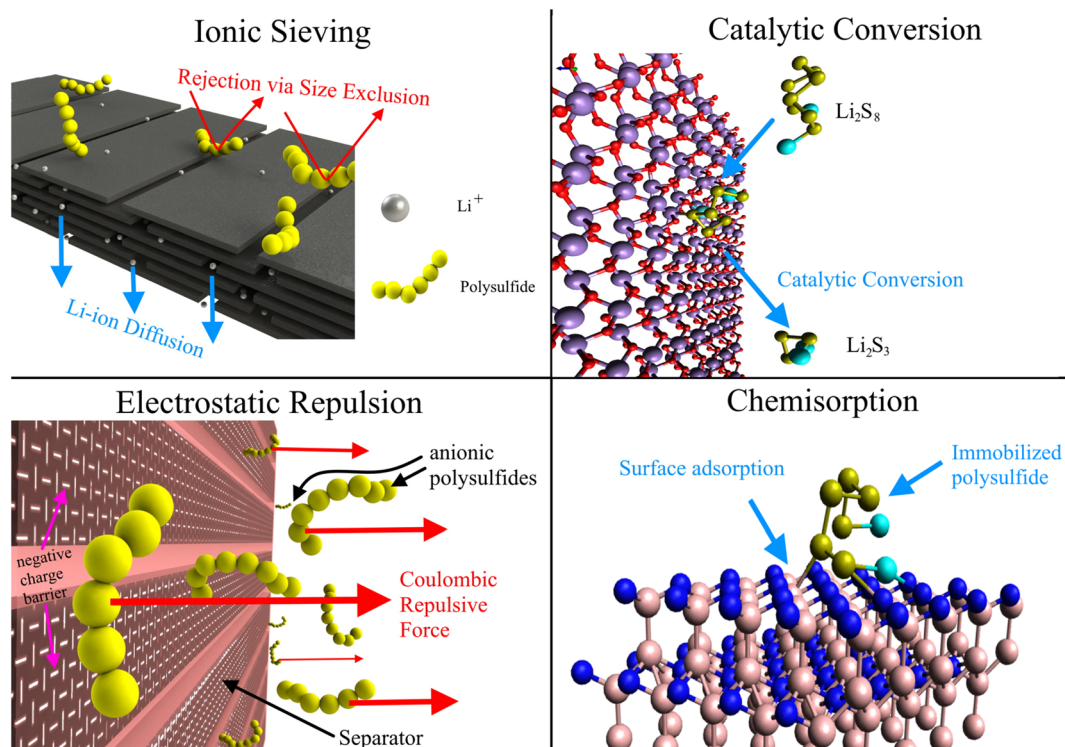 Ionic Sieving
Rejection via Size Exclusion
Li+
Polysulfide
Li-ion Diffusion
Catalytic Conversion
Li2S8
Catalytic Conversion
Li2S3
Electrostatic Repulsion
anionic
polysulfides
negative
charge
barrier
Coulombic
Repulsive
Force
Separator
Chemisorption
Surface adsorption
Immobilized
polysulfide